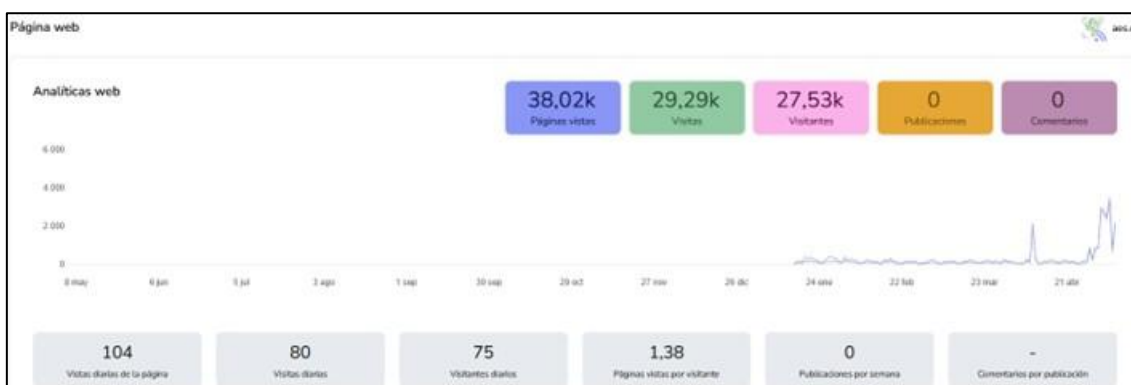 Página web
aes.
Analíticas web
38,02k
Páginas vistas
29,29k
Visitas
27,53k
Visitantes
0
Publicaciones
0
Comentarios
6.000
4.000
2.000
0
8 may 6 jun 5 jul 3 ago 1 sep 30 sep 29 oct 27 nov 26 dic 24 ene 22 feb 23 mar 21 abr
104
Vistas diarias de la página
80
Visitas diarias
75
Visitantes diarios
1,38
Páginas vistas por visitante
0
Publicaciones por semana
-
Comentarios por publicación